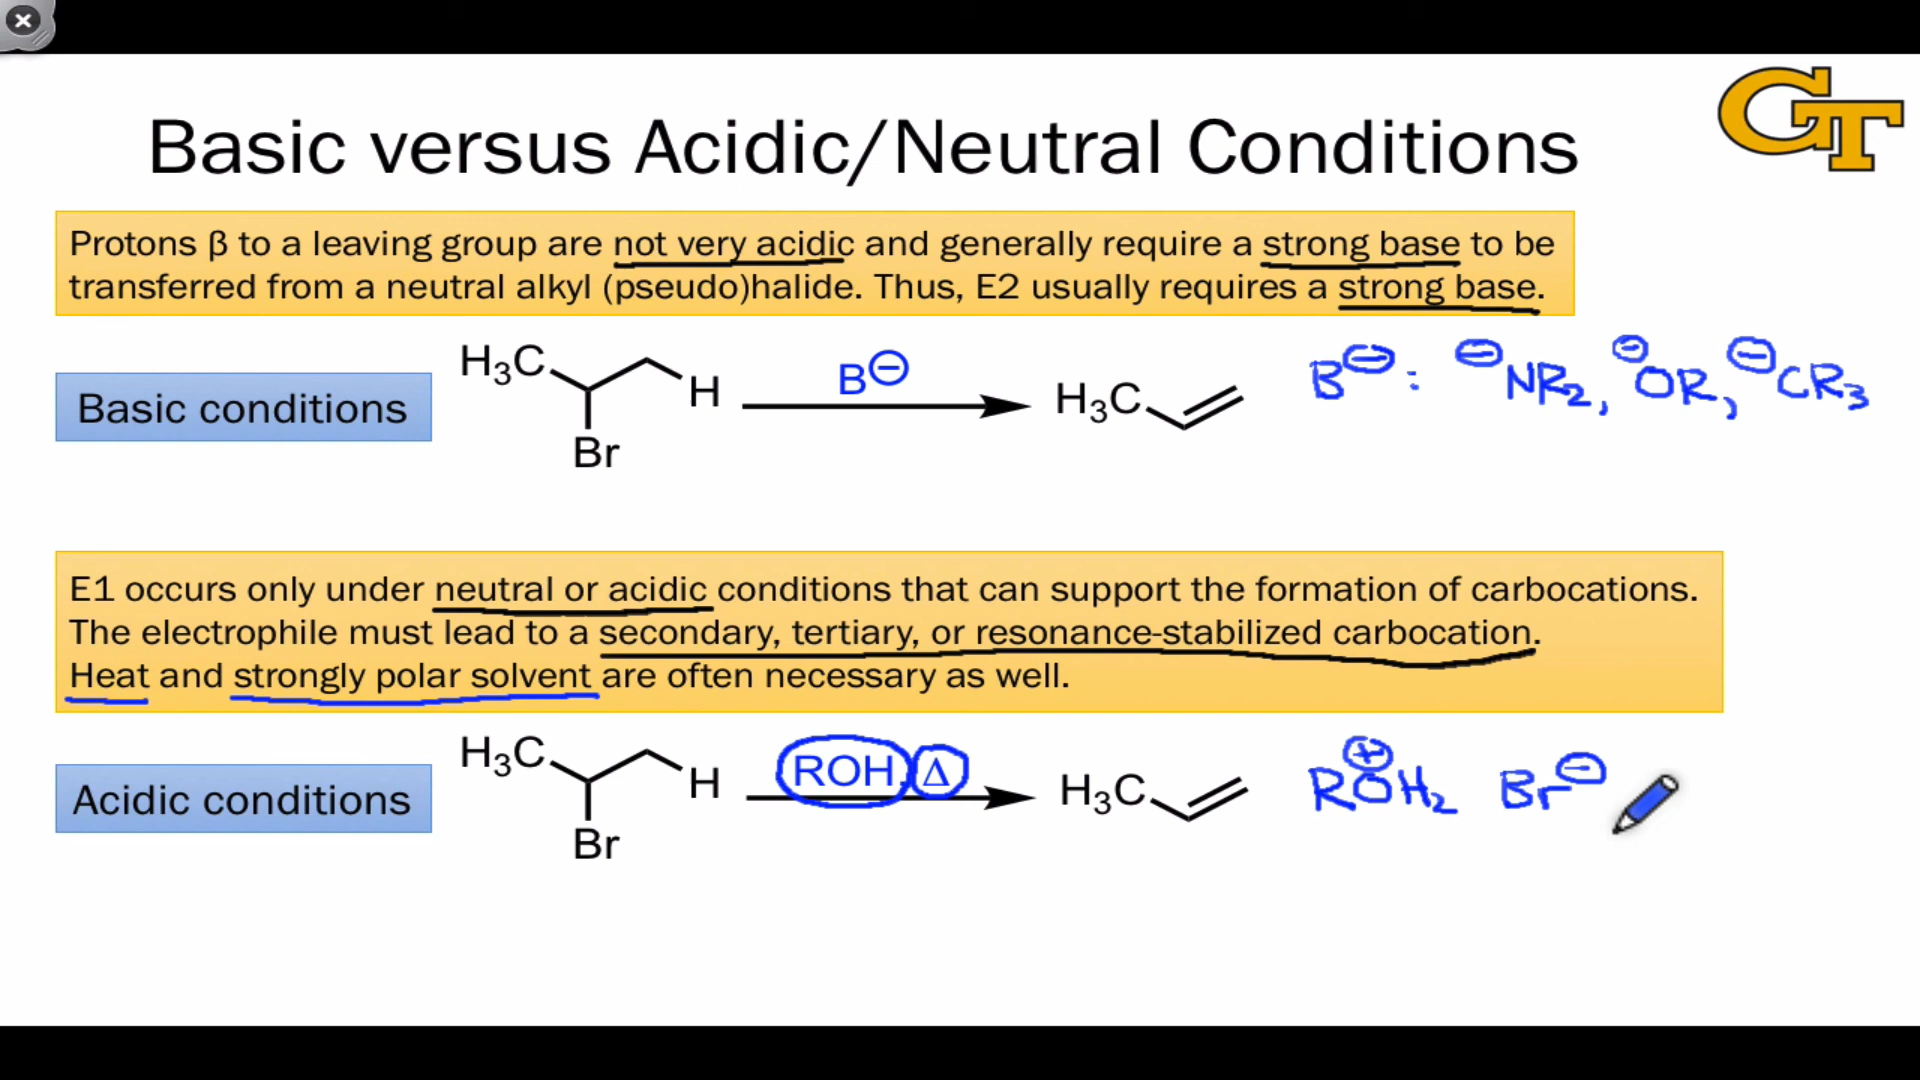 GT
Basic versus Acidic/Neutral Conditions
Protons β to a leaving group are not very acidic and generally require a strong base to be
transferred from a neutral alkyl (pseudo)halide. Thus, E2 usually requires a strong base.
Basic conditions
H₃C H Br
B⊖
H₃C
B⊖ : ⊖NR₂, ⊖OR, ⊖CR₃
E1 occurs only under neutral or acidic conditions that can support the formation of carbocations.
The electrophile must lead to a secondary, tertiary, or resonance-stabilized carbocation.
Heat and strongly polar solvent are often necessary as well.
Acidic conditions
H₃C H Br
ROH, Δ
H₃C
RO⊕H₂ Br⊖